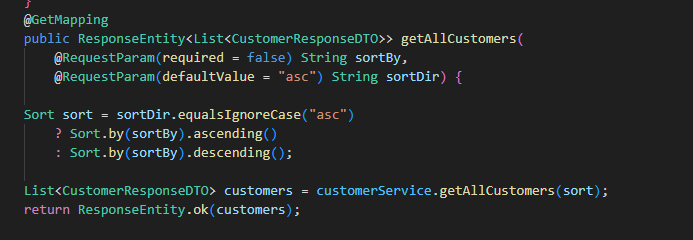 }
@GetMapping
public ResponseEntity<List<CustomerResponseDTO>> getAllCustomers(
@RequestParam(required = false) String sortBy,
@RequestParam(defaultValue = "asc") String sortDir) {
Sort sort = sortDir.equalsIgnoreCase("asc")
? Sort.by(sortBy).ascending()
: Sort.by(sortBy).descending();
List<CustomerResponseDTO> customers = customerService.getAllCustomers(sort);
return ResponseEntity.ok(customers);